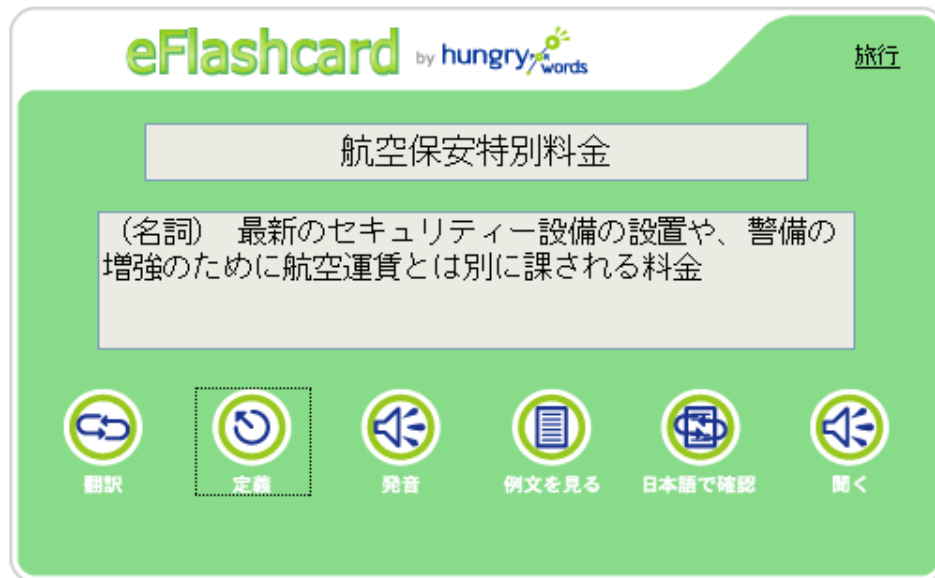 eFlashcard by hungry words
旅行
航空保安特別料金
（名詞）　最新のセキュリティー設備の設置や、警備の
増強のために航空運賃とは別に課される料金
翻訳 定義 発音 例文を見る 日本語で確認 聞く